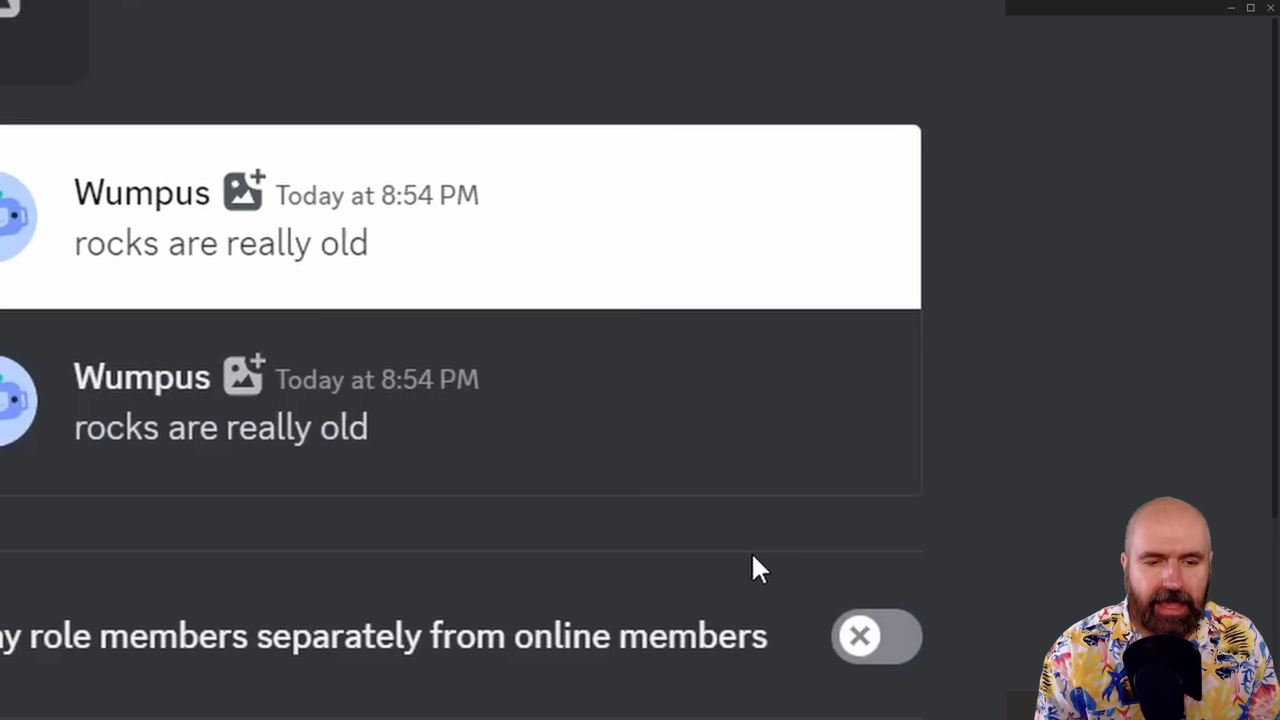 Wumpus Today at 8:54 PM
rocks are really old
Wumpus Today at 8:54 PM
rocks are really old
role members separately from online members